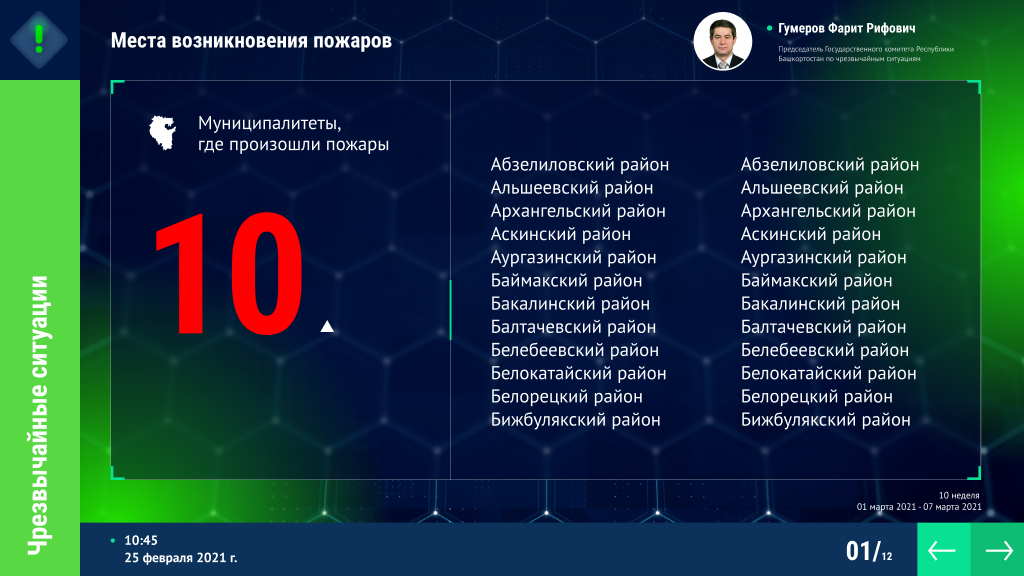 Места возникновения пожаров
Гумеров Фарит Рифович
Председатель Государственного комитета Республики
Башкортостан по чрезвычайным ситуациям
Чрезвычайные ситуации
Муниципалитеты,
где произошли пожары
10
Абзелиловский район
Альшеевский район
Архангельский район
Аскинский район
Аургазинский район
Баймакский район
Бакалинский район
Балтачевский район
Белебеевский район
Белокатайский район
Белорецкий район
Бижбулякский район
Абзелиловский район
Альшеевский район
Архангельский район
Аскинский район
Аургазинский район
Баймакский район
Бакалинский район
Балтачевский район
Белебеевский район
Белокатайский район
Белорецкий район
Бижбулякский район
10 неделя
01 марта 2021 - 07 марта 2021
10:45
25 февраля 2021 г.
01/12